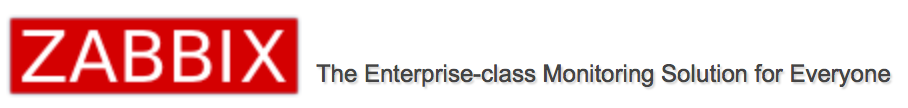 ZABBIX
The Enterprise-class Monitoring Solution for Everyone